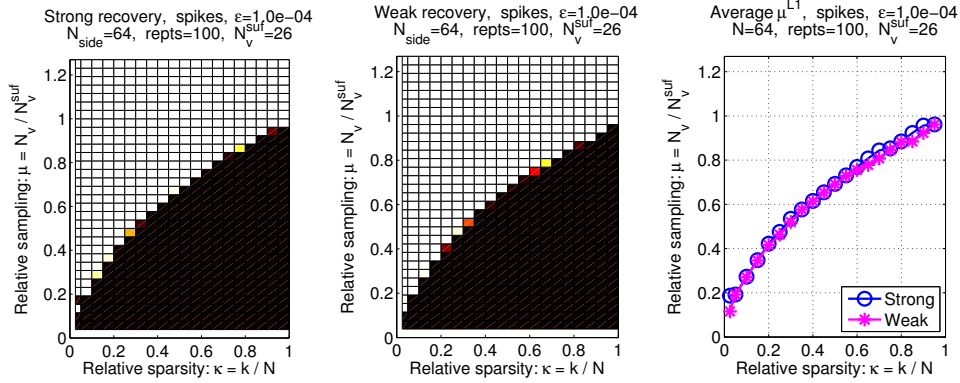 Strong recovery, spikes, ε=1.0e−04
N_side=64, repts=100, N_v^suf=26
Relative sampling: μ = N_v / N_v^suf
1.2
1
0.8
0.6
0.4
0.2
0
0 0.2 0.4 0.6 0.8 1
Relative sparsity: κ = k / N
Weak recovery, spikes, ε=1.0e−04
N_side=64, repts=100, N_v^suf=26
Relative sampling: μ = N_v / N_v^suf
1.2
1
0.8
0.6
0.4
0.2
0
0 0.2 0.4 0.6 0.8 1
Relative sparsity: κ = k / N
Average μ^L1, spikes, ε=1.0e−04
N=64, repts=100, N_v^suf=26
Relative sampling: μ = N_v / N_v^suf
1.2
1
0.8
0.6
0.4
0.2
0
Strong
Weak
0 0.2 0.4 0.6 0.8 1
Relative sparsity: κ = k / N